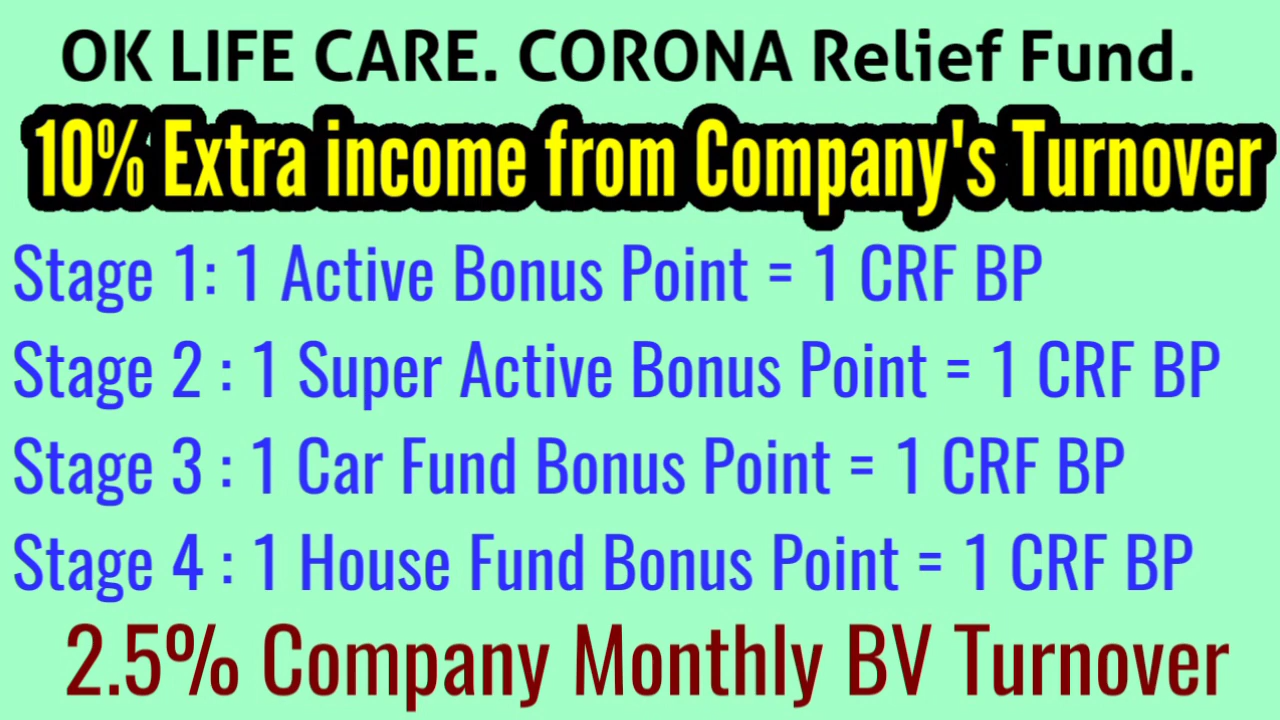 OK LIFE CARE. CORONA Relief Fund.
10% Extra income from Company's Turnover
Stage 1: 1 Active Bonus Point = 1 CRF BP
Stage 2 : 1 Super Active Bonus Point = 1 CRF BP
Stage 3 : 1 Car Fund Bonus Point = 1 CRF BP
Stage 4 : 1 House Fund Bonus Point = 1 CRF BP
2.5% Company Monthly BV Turnover